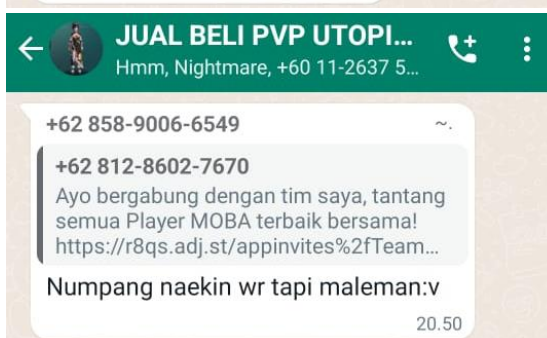 JUAL BELI PVP UTOPI...
Hmm, Nightmare, +60 11-2637 5...
+62 858-9006-6549 ~.
+62 812-8602-7670
Ayo bergabung dengan tim saya, tantang
semua Player MOBA terbaik bersama!
https://r8qs.adj.st/appinvites%2fTeam...
Numpang naekin wr tapi maleman:v
20.50